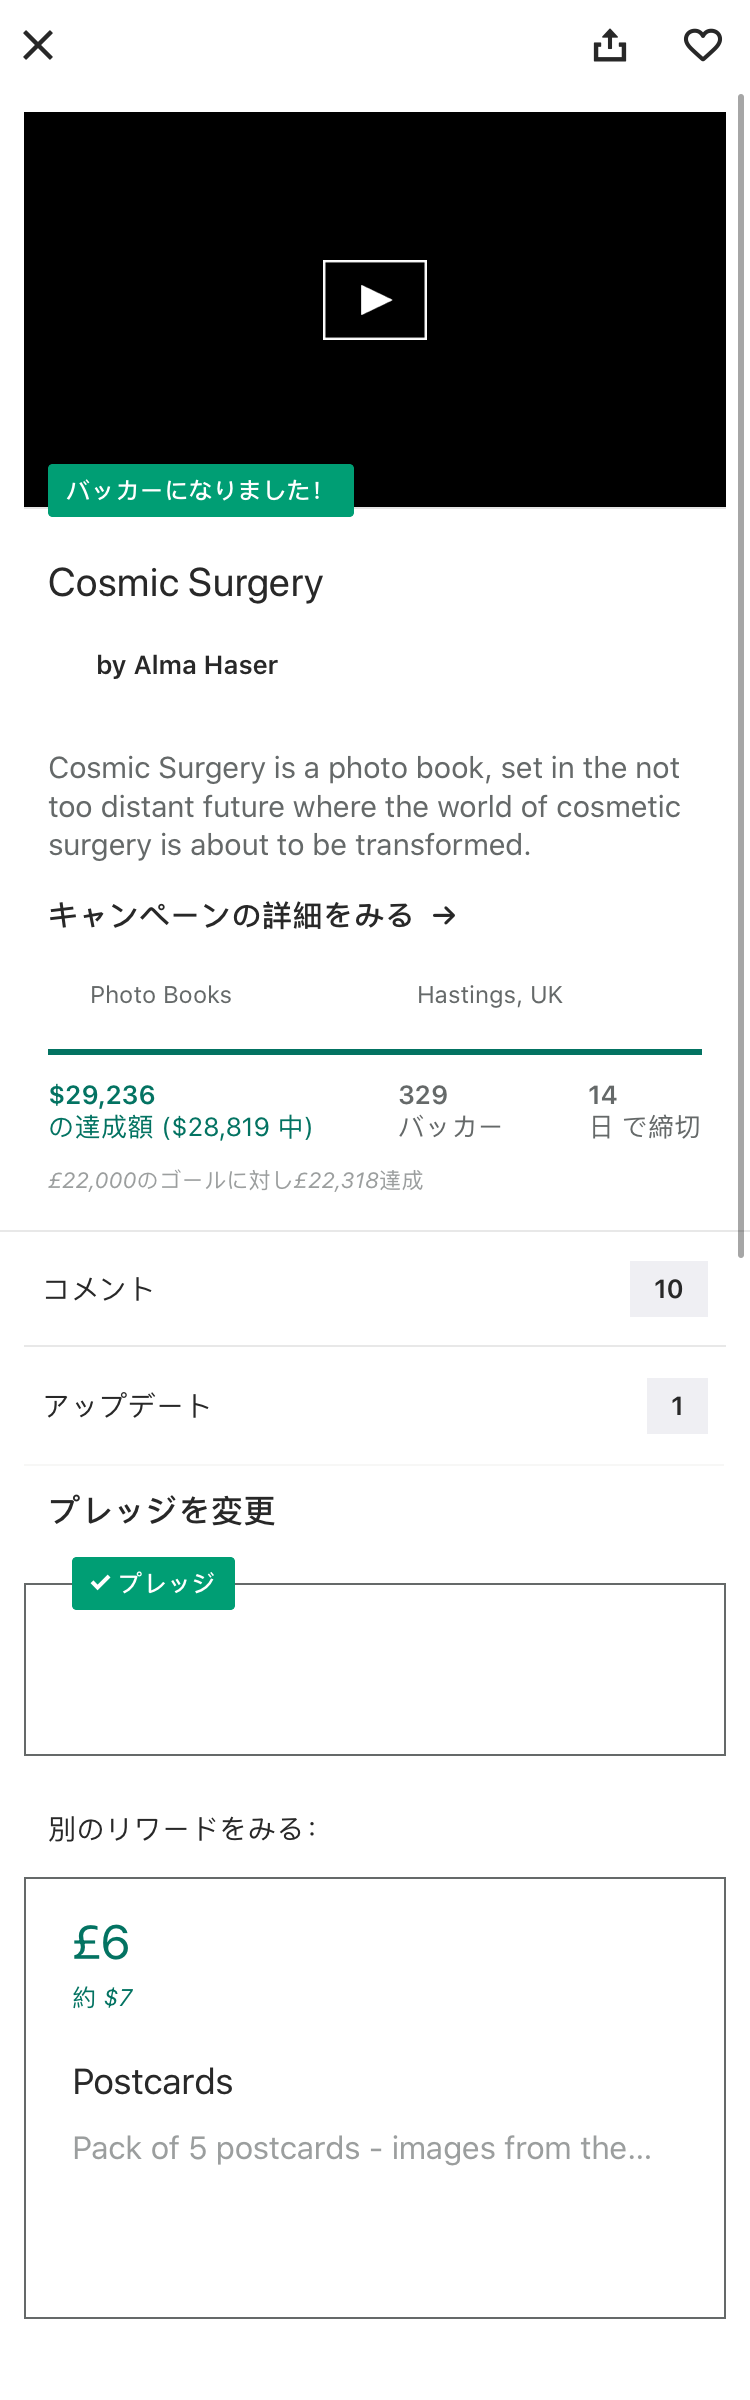 バッカーになりました！
Cosmic Surgery
by Alma Haser
Cosmic Surgery is a photo book, set in the not
too distant future where the world of cosmetic
surgery is about to be transformed.
キャンペーンの詳細をみる →
Photo Books
Hastings, UK
$29,236
の達成額 ($28,819 中)
329
バッカー
14
日 で締切
£22,000のゴールに対し£22,318達成
コメント
10
アップデート
1
プレッジを変更
✓ プレッジ
別のリワードをみる：
£6
約 $7
Postcards
Pack of 5 postcards - images from the...